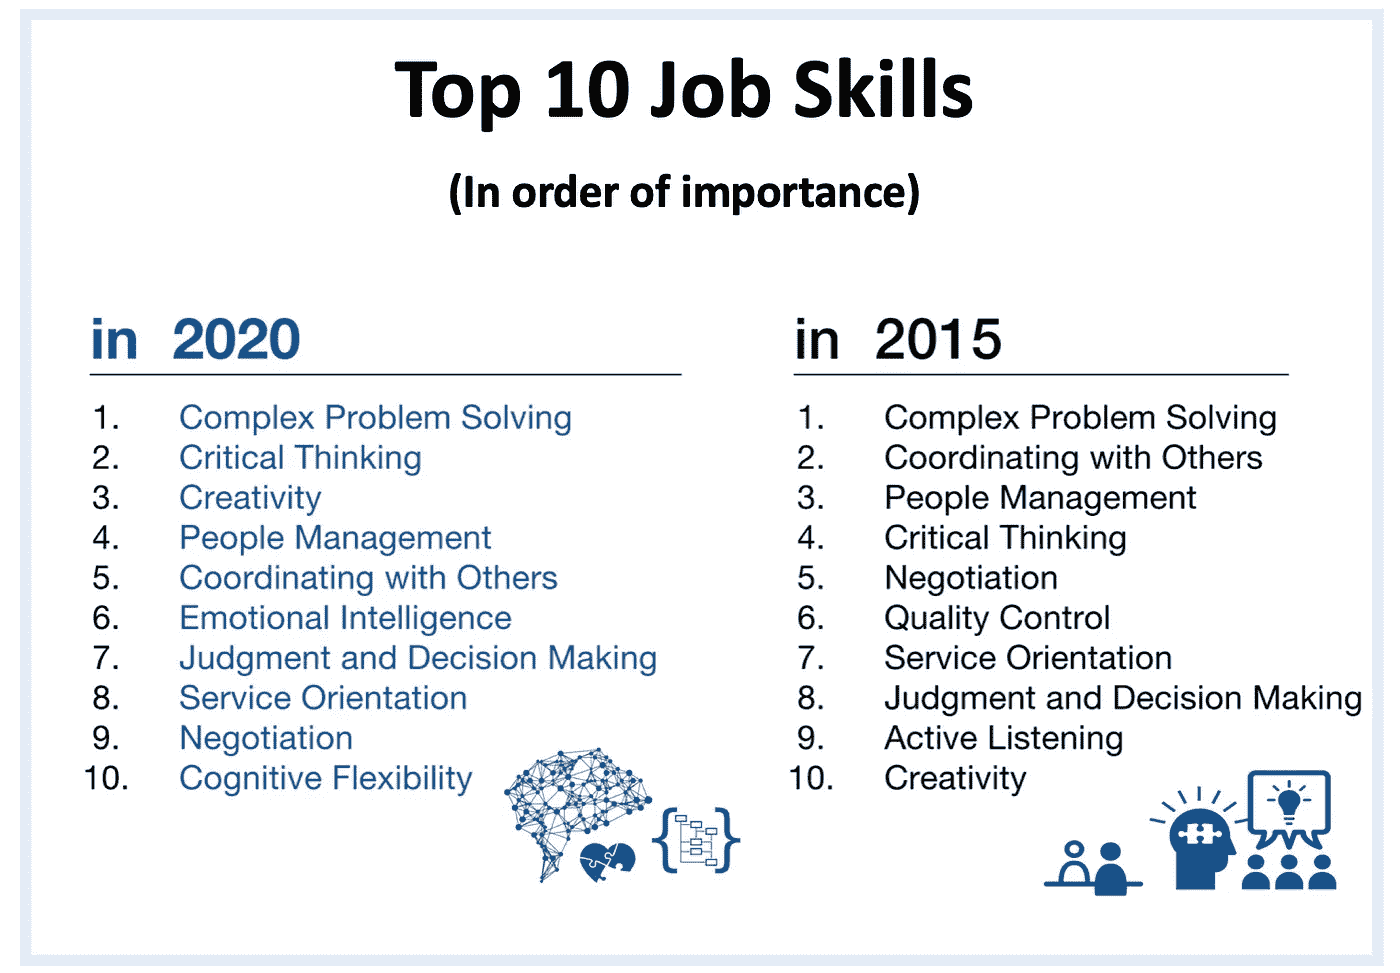 Top 10 Job Skills
(In order of importance)
in 2020
1. Complex Problem Solving
2. Critical Thinking
3. Creativity
4. People Management
5. Coordinating with Others
6. Emotional Intelligence
7. Judgment and Decision Making
8. Service Orientation
9. Negotiation
10. Cognitive Flexibility
in 2015
1. Complex Problem Solving
2. Coordinating with Others
3. People Management
4. Critical Thinking
5. Negotiation
6. Quality Control
7. Service Orientation
8. Judgment and Decision Making
9. Active Listening
10. Creativity